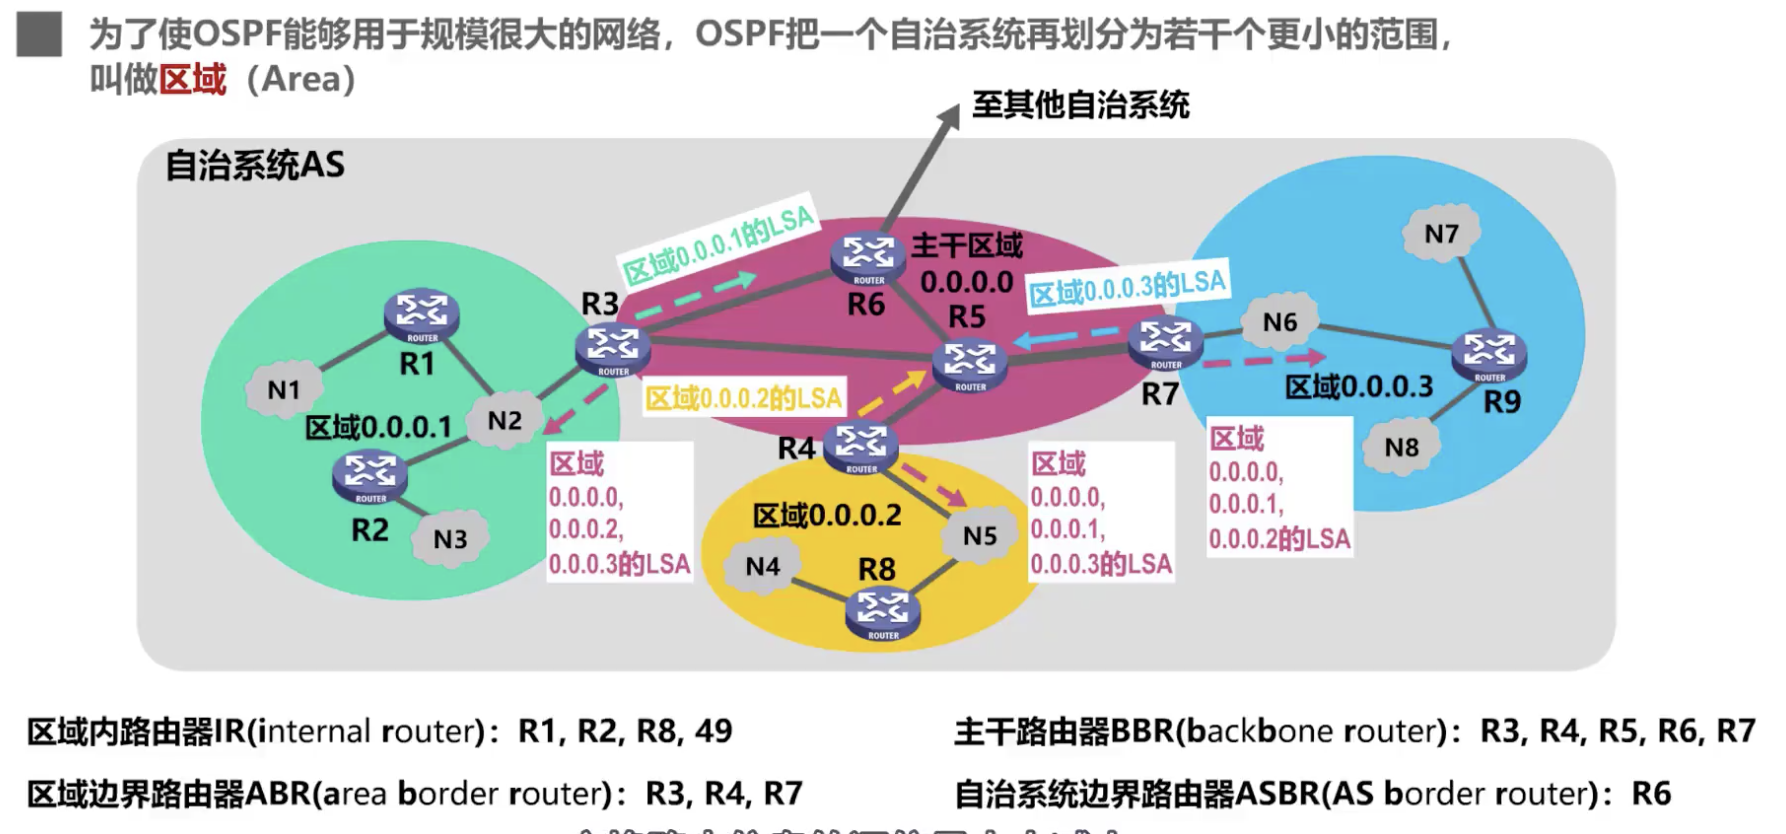 为了使OSPF能够用于规模很大的网络，OSPF把一个自治系统再划分为若干个更小的范围，
叫做区域（Area）
至其他自治系统
自治系统AS
区域0.0.0.1的LSA
主干区域
0.0.0.0
区域0.0.0.3的LSA
R3
R6
R5
ROUTER
ROUTER
ROUTER
ROUTER
ROUTER
R1
N1
N2
区域0.0.0.1
ROUTER
R2
N3
区域0.0.0.2的LSA
R7
N7
N6
区域0.0.0.3
ROUTER
R9
N8
R4
ROUTER
区域
0.0.0.0,
0.0.0.2,
0.0.0.3的LSA
区域0.0.0.2
N4
R8
N5
ROUTER
区域
0.0.0.0,
0.0.0.1,
0.0.0.3的LSA
区域
0.0.0.0,
0.0.0.1,
0.0.0.2的LSA
区域内路由器IR(internal router)：R1, R2, R8, 49
主干路由器BBR(backbone router)：R3, R4, R5, R6, R7
区域边界路由器ABR(area border router)：R3, R4, R7
自治系统边界路由器ASBR(AS border router)：R6